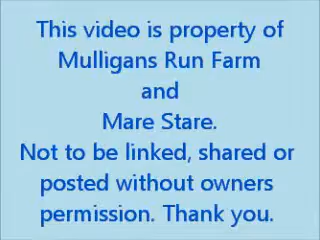 This video is property of
Mulligans Run Farm
and
Mare Stare.
Not to be linked, shared or
posted without owners
permission. Thank you.